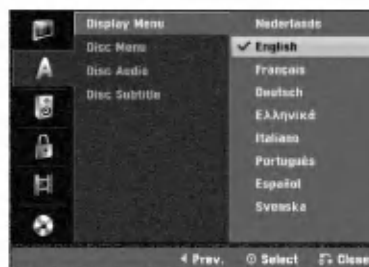 Display Menu
Disc Menu
Disc Audio
Disc Subtitle
Nederlands
✓ English
Français
Deutsch
Ελληνικά
Italiano
Português
Español
Svenska
A
Prev.
Select
Close